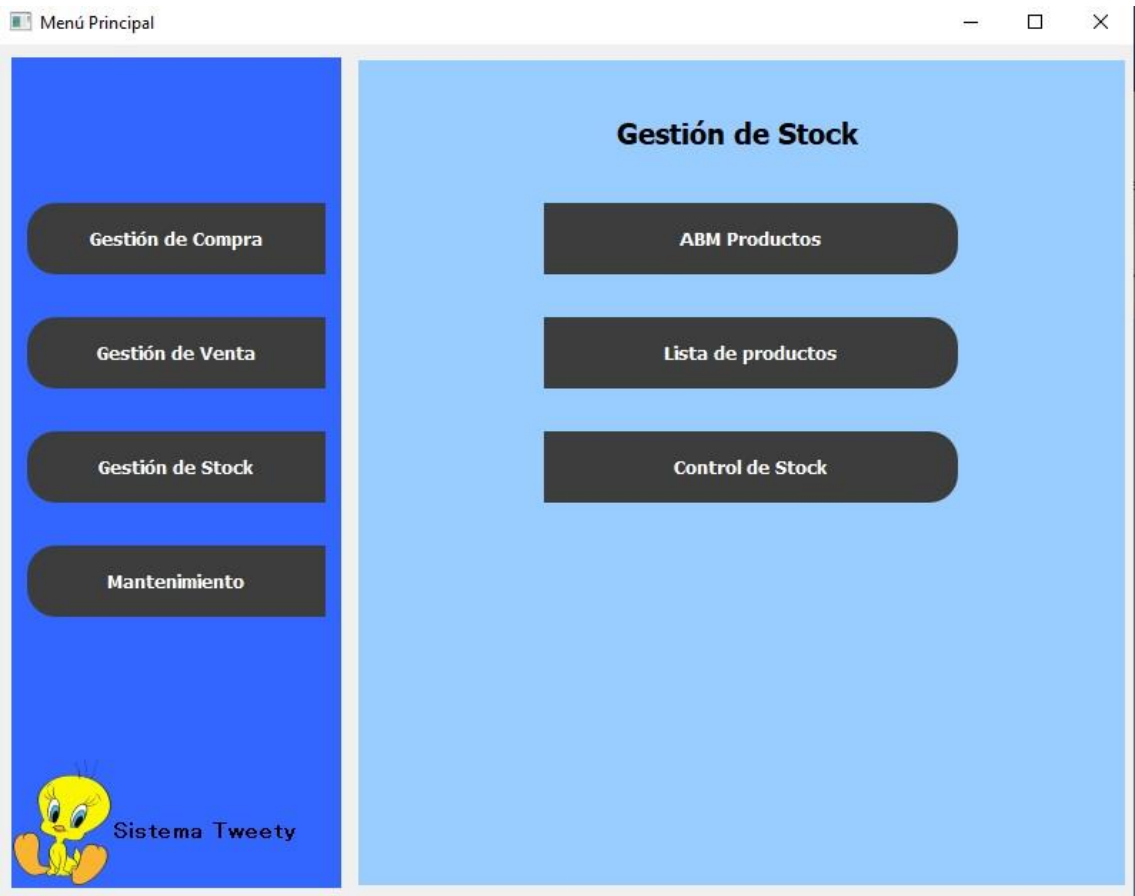 Menú Principal
Gestión de Compra
Gestión de Venta
Gestión de Stock
Mantenimiento
Sistema Tweety
Gestión de Stock
ABM Productos
Lista de productos
Control de Stock